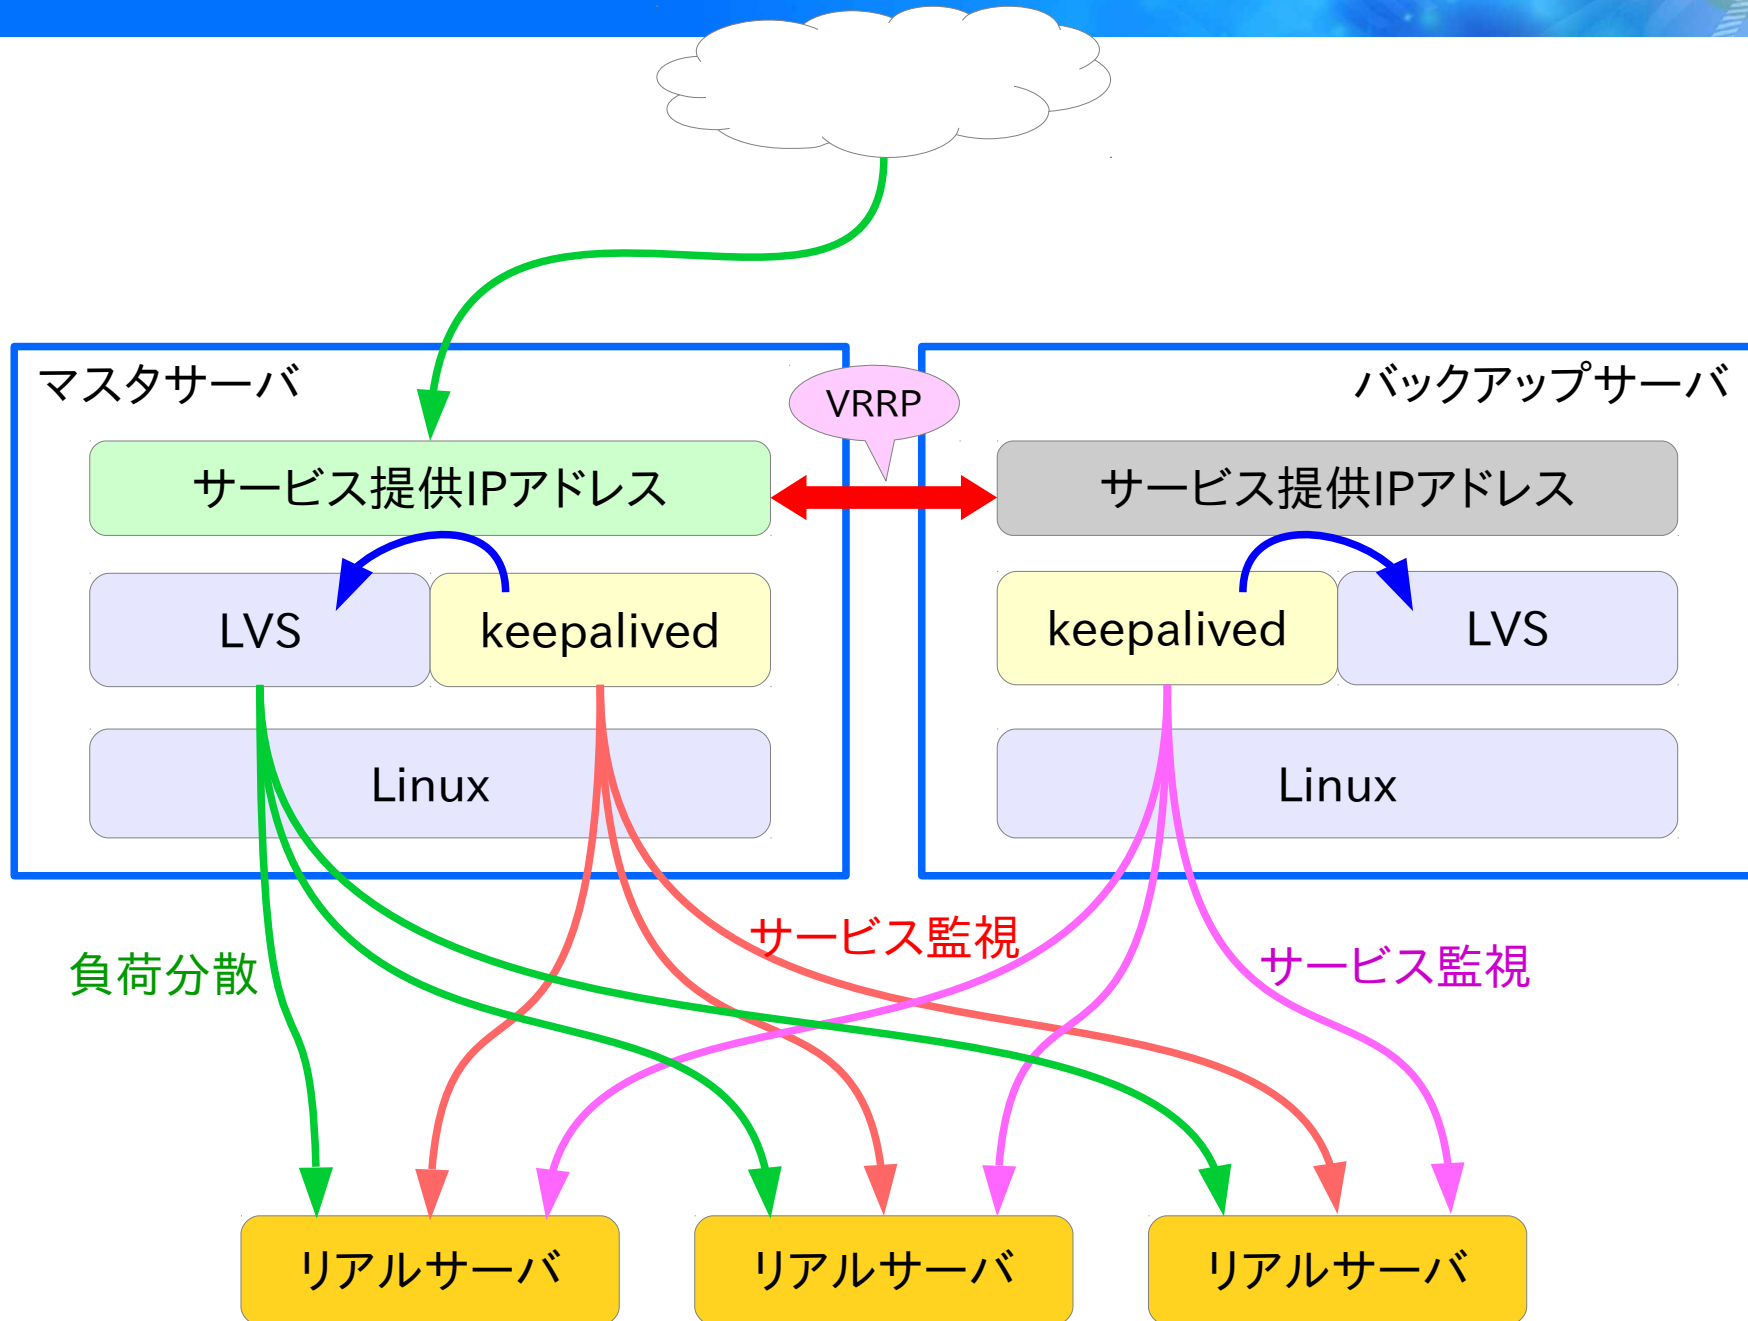 マスタサーバ
バックアップサーバ
VRRP
サービス提供IPアドレス
サービス提供IPアドレス
LVS
keepalived
keepalived
LVS
Linux
Linux
負荷分散
サービス監視
サービス監視
リアルサーバ
リアルサーバ
リアルサーバ